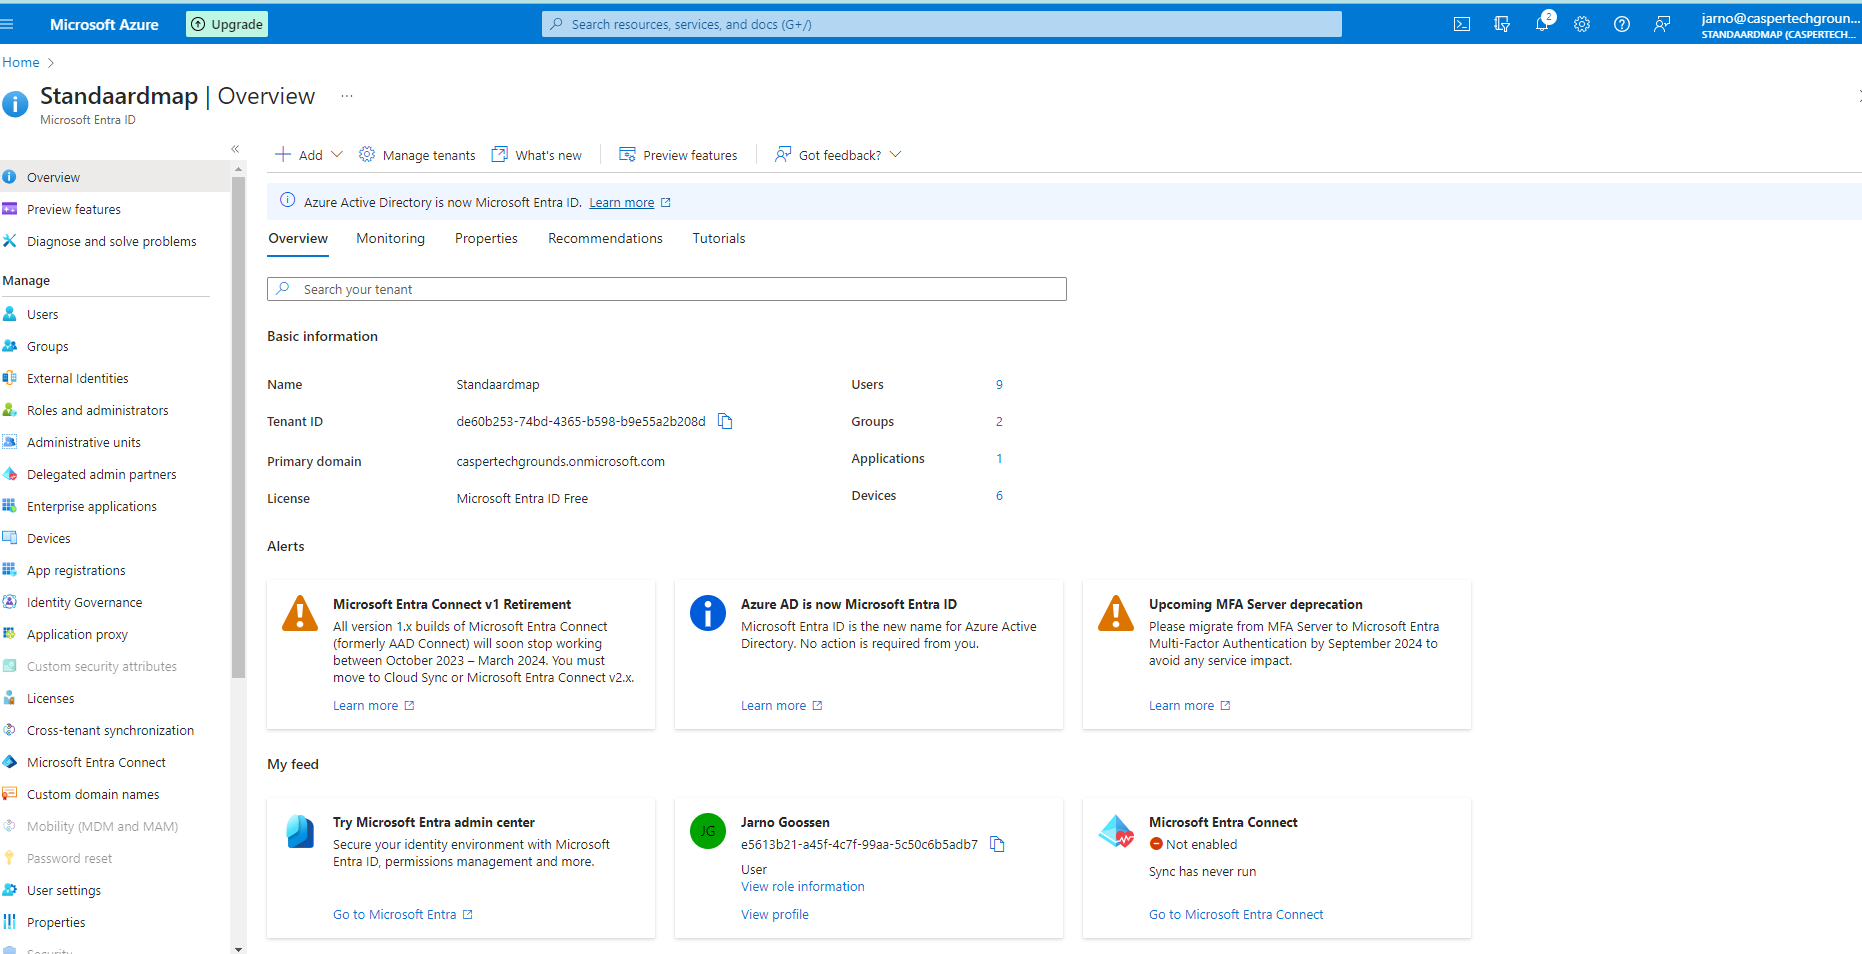 Microsoft Azure
Upgrade
Search resources, services, and docs (G+/)
2
jarno@caspertechgroun...
STANDAARDMAP (CASPERTECH...
Home
Standaardmap | Overview
...
Microsoft Entra ID
Overview
Preview features
Diagnose and solve problems
Manage
Users
Groups
External Identities
Roles and administrators
Administrative units
Delegated admin partners
Enterprise applications
Devices
App registrations
Identity Governance
Application proxy
Custom security attributes
Licenses
Cross-tenant synchronization
Microsoft Entra Connect
Custom domain names
Mobility (MDM and MAM)
Password reset
User settings
Properties
Security
Add
Manage tenants
What's new
Preview features
Got feedback?
Azure Active Directory is now Microsoft Entra ID. Learn more
Overview
Monitoring
Properties
Recommendations
Tutorials
Search your tenant
Basic information
Name
Standaardmap
Users
9
Tenant ID
de60b253-74bd-4365-b598-b9e55a2b208d
Groups
2
Primary domain
caspertechgrounds.onmicrosoft.com
Applications
1
License
Microsoft Entra ID Free
Devices
6
Alerts
Microsoft Entra Connect v1 Retirement
All version 1.x builds of Microsoft Entra Connect
(formerly AAD Connect) will soon stop working
between October 2023 – March 2024. You must
move to Cloud Sync or Microsoft Entra Connect v2.x.
Learn more
Azure AD is now Microsoft Entra ID
Microsoft Entra ID is the new name for Azure Active
Directory. No action is required from you.
Learn more
Upcoming MFA Server deprecation
Please migrate from MFA Server to Microsoft Entra
Multi-Factor Authentication by September 2024 to
avoid any service impact.
Learn more
My feed
Try Microsoft Entra admin center
Secure your identity environment with Microsoft
Entra ID, permissions management and more.
Go to Microsoft Entra
JG
Jarno Goossen
e5613b21-a45f-4c7f-99aa-5c50c6b5adb7
User
View role information
View profile
Microsoft Entra Connect
Not enabled
Sync has never run
Go to Microsoft Entra Connect